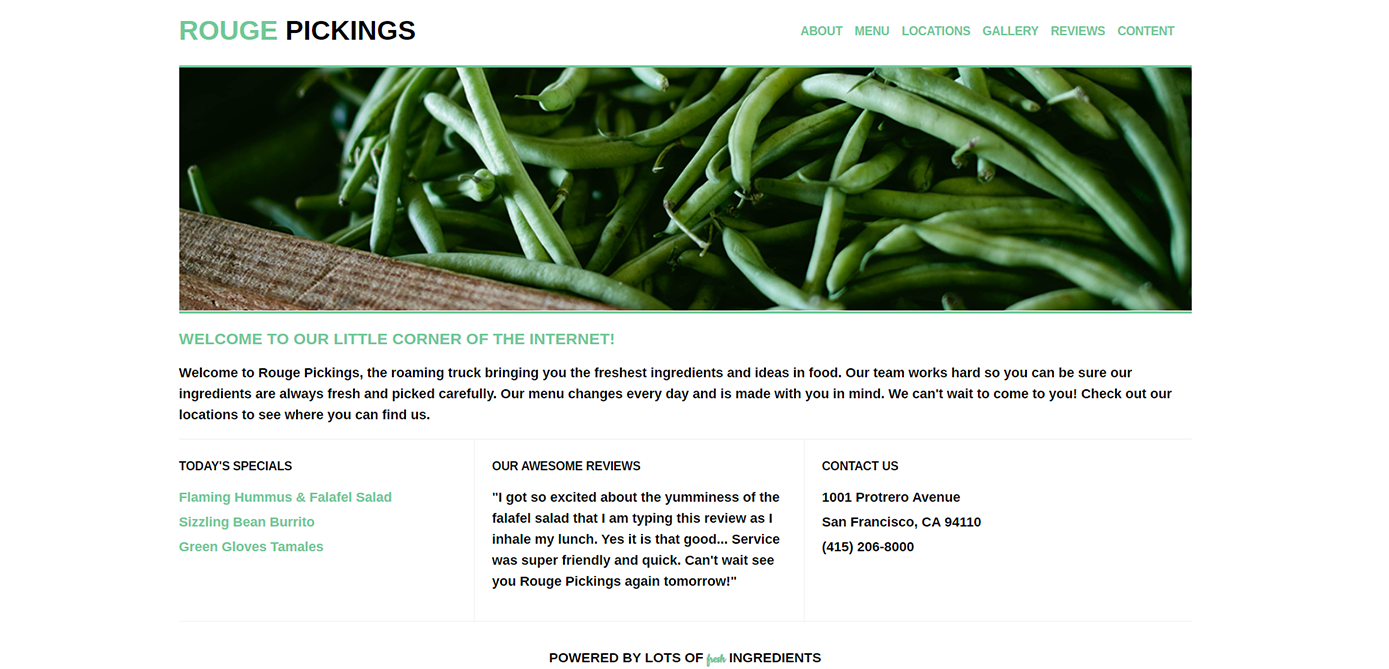 ROUGE PICKINGS
ABOUT MENU LOCATIONS GALLERY REVIEWS CONTENT
WELCOME TO OUR LITTLE CORNER OF THE INTERNET!
Welcome to Rouge Pickings, the roaming truck bringing you the freshest ingredients and ideas in food. Our team works hard so you can be sure our
ingredients are always fresh and picked carefully. Our menu changes every day and is made with you in mind. We can't wait to come to you! Check out our
locations to see where you can find us.
TODAY'S SPECIALS
Flaming Hummus & Falafel Salad
Sizzling Bean Burrito
Green Gloves Tamales
OUR AWESOME REVIEWS
"I got so excited about the yumminess of the
falafel salad that I am typing this review as I
inhale my lunch. Yes it is that good... Service
was super friendly and quick. Can't wait see
you Rouge Pickings again tomorrow!"
CONTACT US
1001 Protrero Avenue
San Francisco, CA 94110
(415) 206-8000
POWERED BY LOTS OF fresh INGREDIENTS